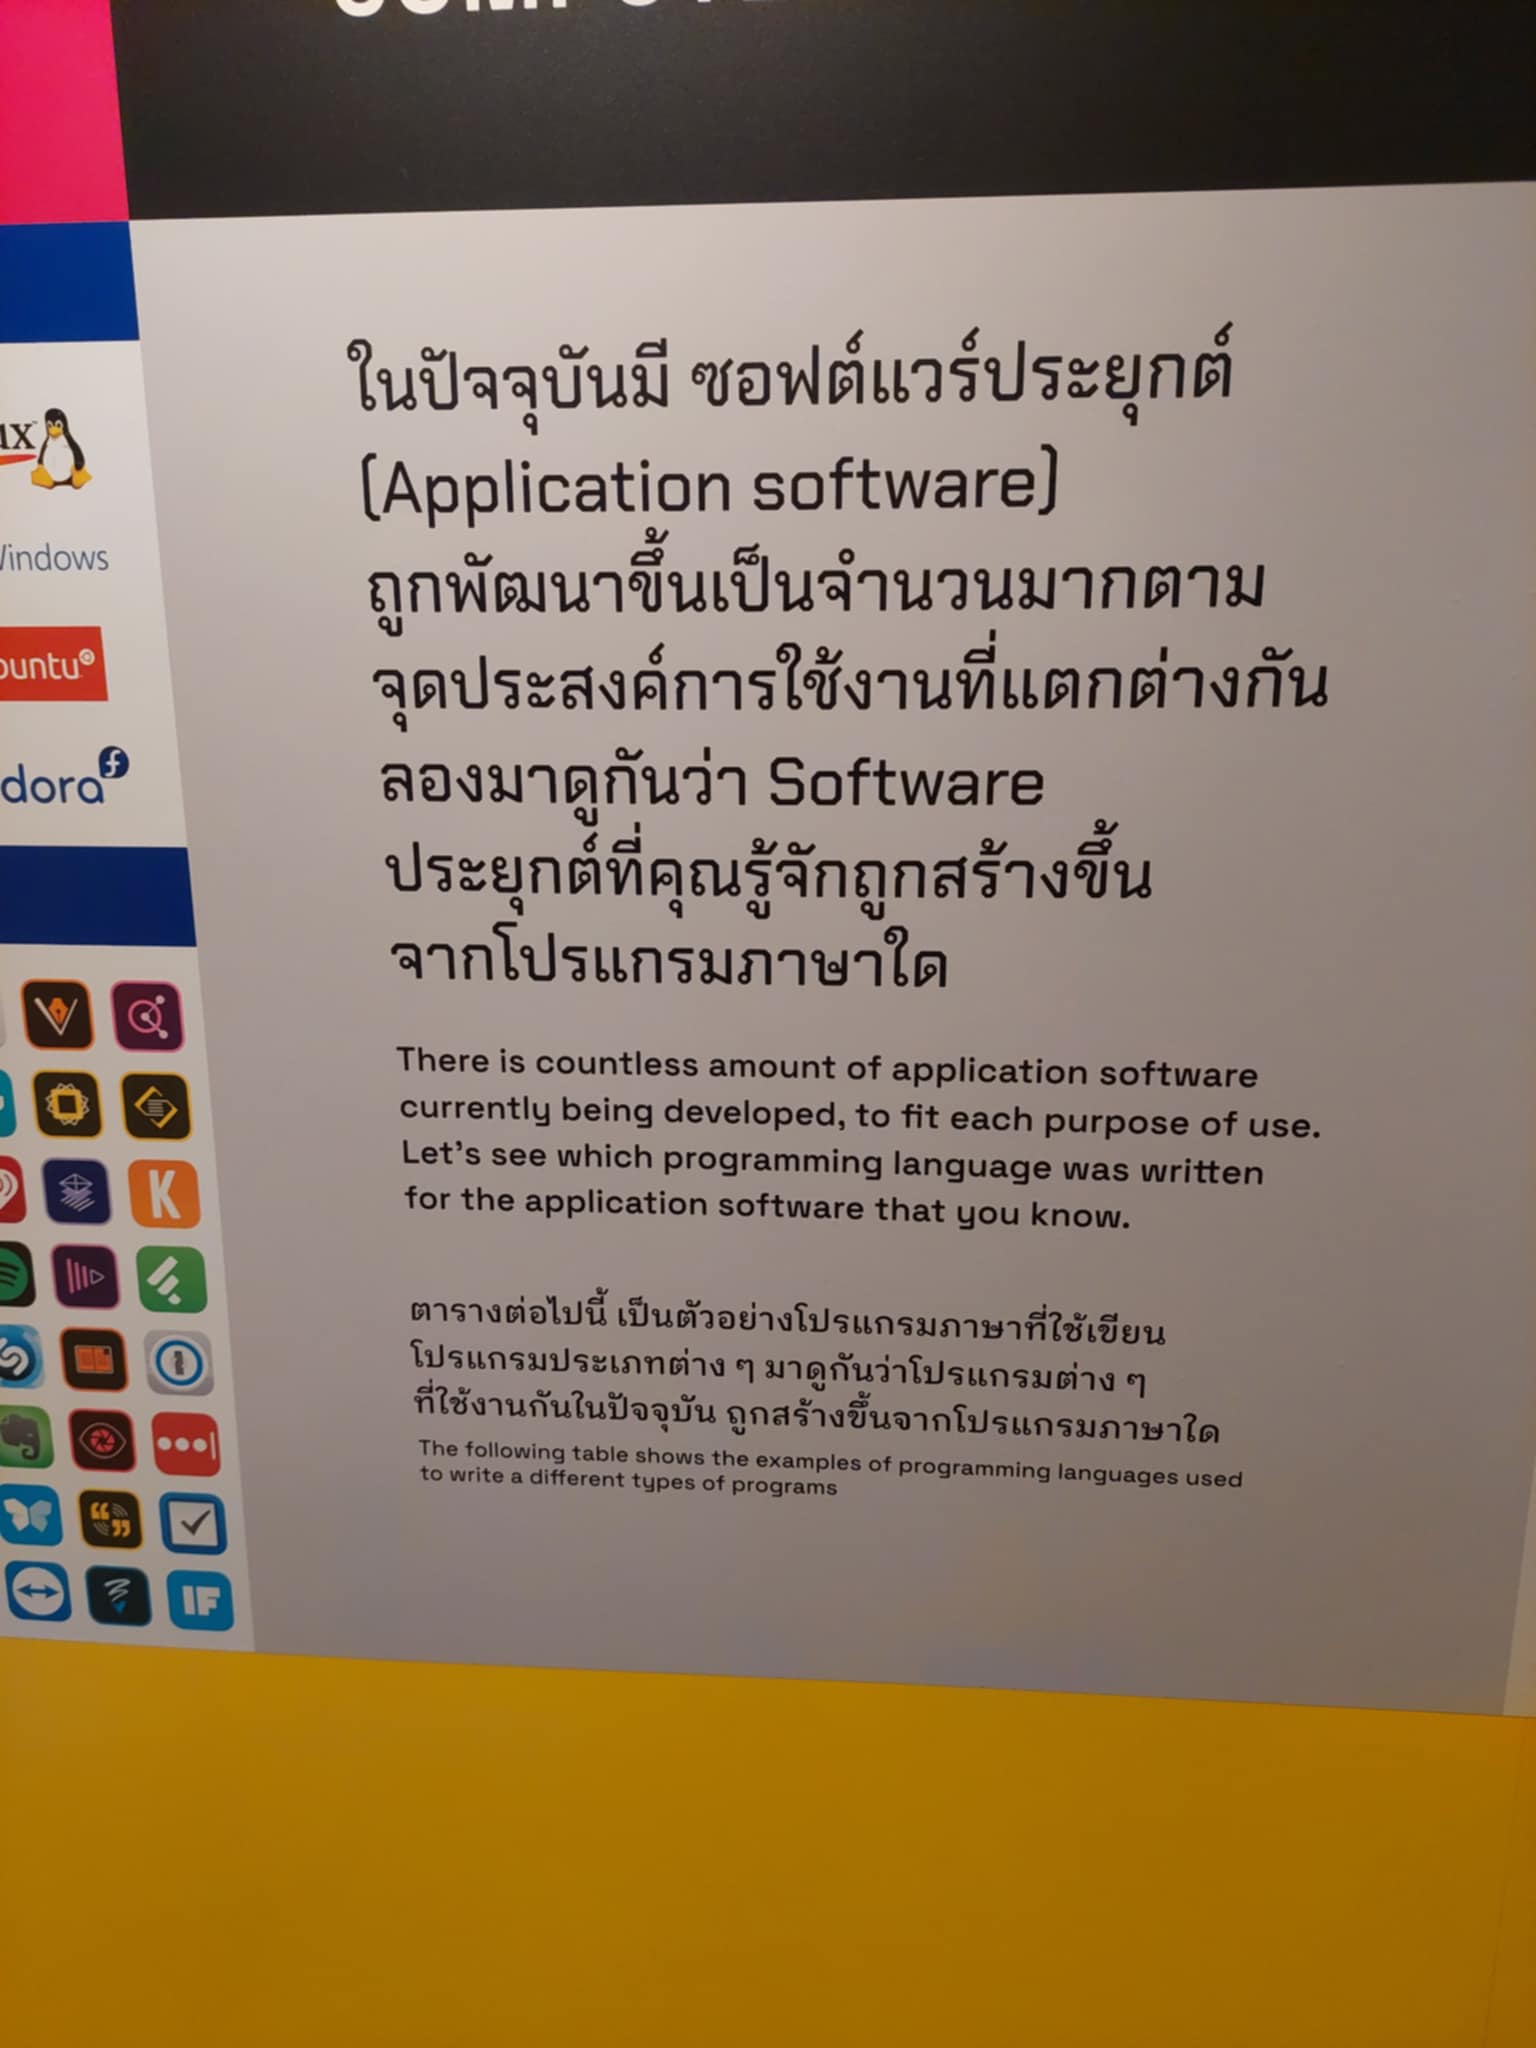 ในปัจจุบันมี ซอฟต์แวร์ประยุกต์
(Application software)
ถูกพัฒนาขึ้นเป็นจำนวนมากตาม
จุดประสงค์การใช้งานที่แตกต่างกัน
ลองมาดูกันว่า Software
ประยุกต์ที่คุณรู้จักถูกสร้างขึ้น
จากโปรแกรมภาษาใด
There is countless amount of application software
currently being developed, to fit each purpose of use.
Let's see which programming language was written
for the application software that you know.
ตารางต่อไปนี้ เป็นตัวอย่างโปรแกรมภาษาที่ใช้เขียน
โปรแกรมประเภทต่าง ๆ มาดูกันว่าโปรแกรมต่าง ๆ
ที่ใช้งานกันในปัจจุบัน ถูกสร้างขึ้นจากโปรแกรมภาษาใด
The following table shows the examples of programming languages used
to write a different types of programs
K
IF